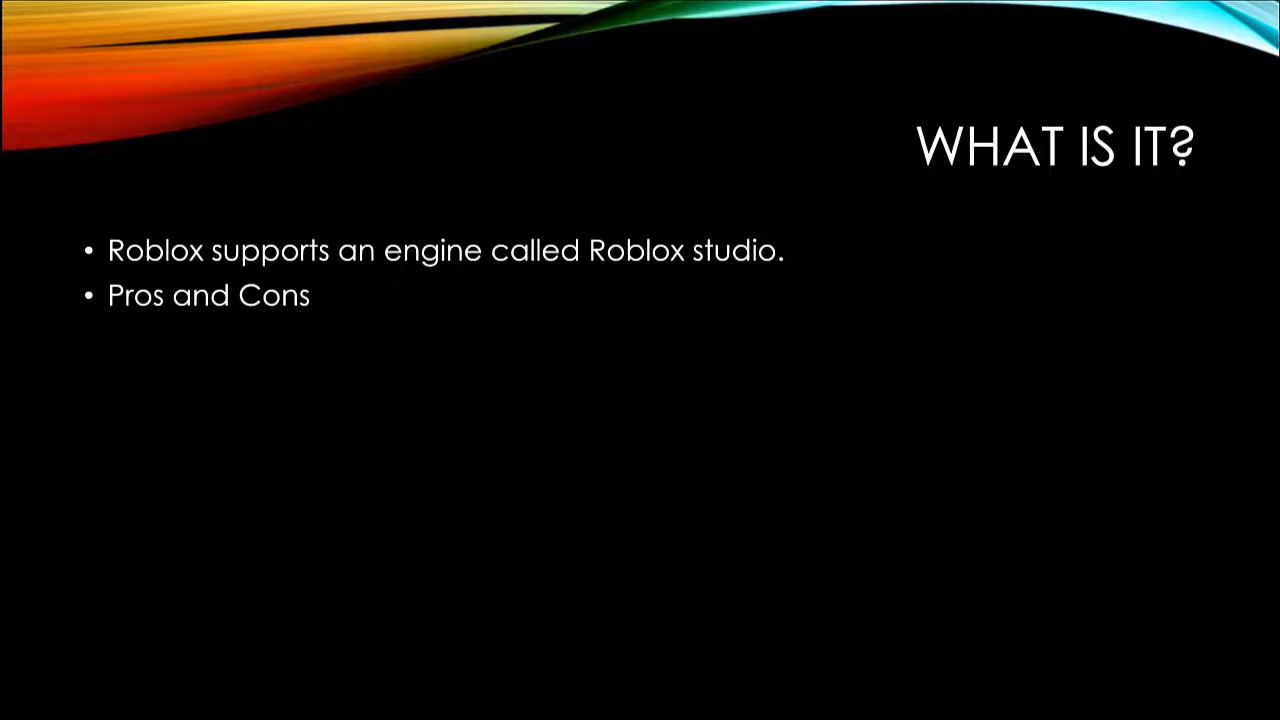 WHAT IS IT?
• Roblox supports an engine called Roblox studio.
• Pros and Cons